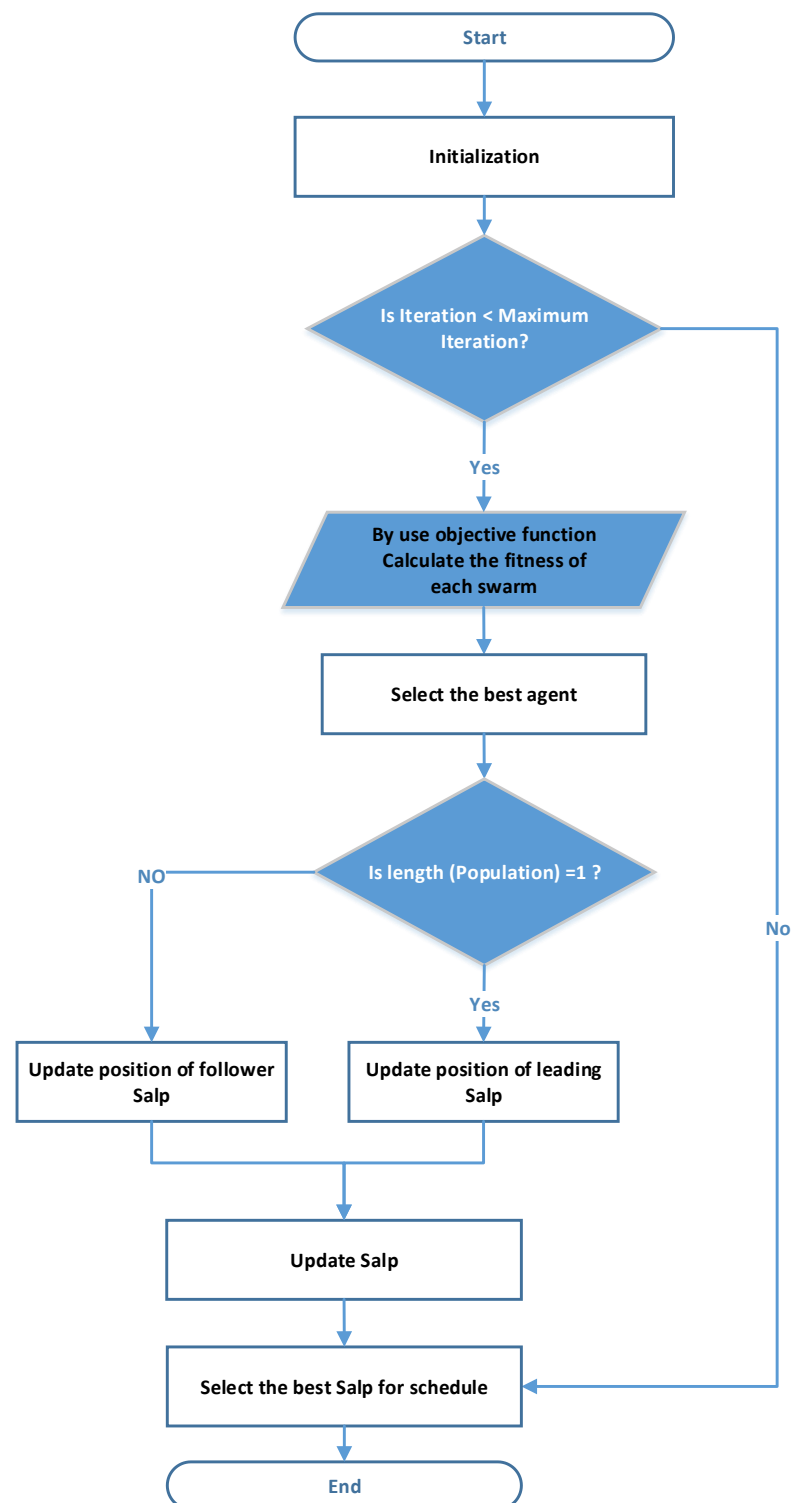 Start
Initialization
Is Iteration < Maximum
Iteration?
Yes
By use objective function
Calculate the fitness of
each swarm
Select the best agent
Is length (Population) =1 ?
NO
No
Yes
Update position of follower
Salp
Update position of leading
Salp
Update Salp
Select the best Salp for schedule
End